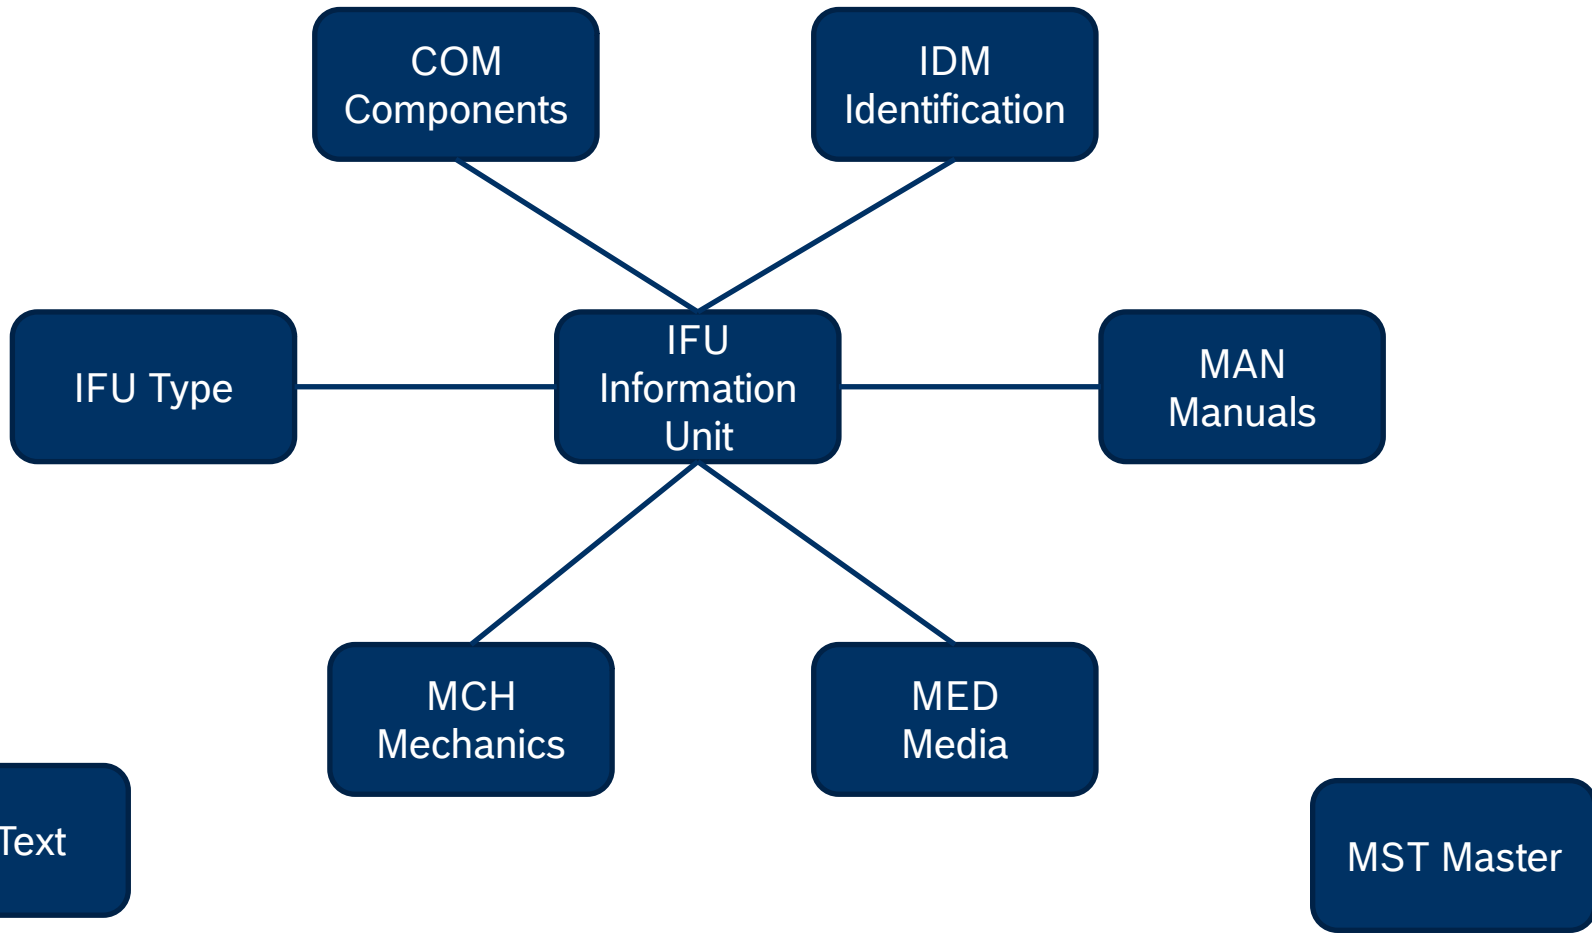 COM
Components
IDM
Identification
IFU Type
IFU
Information
Unit
MAN
Manuals
MCH
Mechanics
MED
Media
Text
MST Master